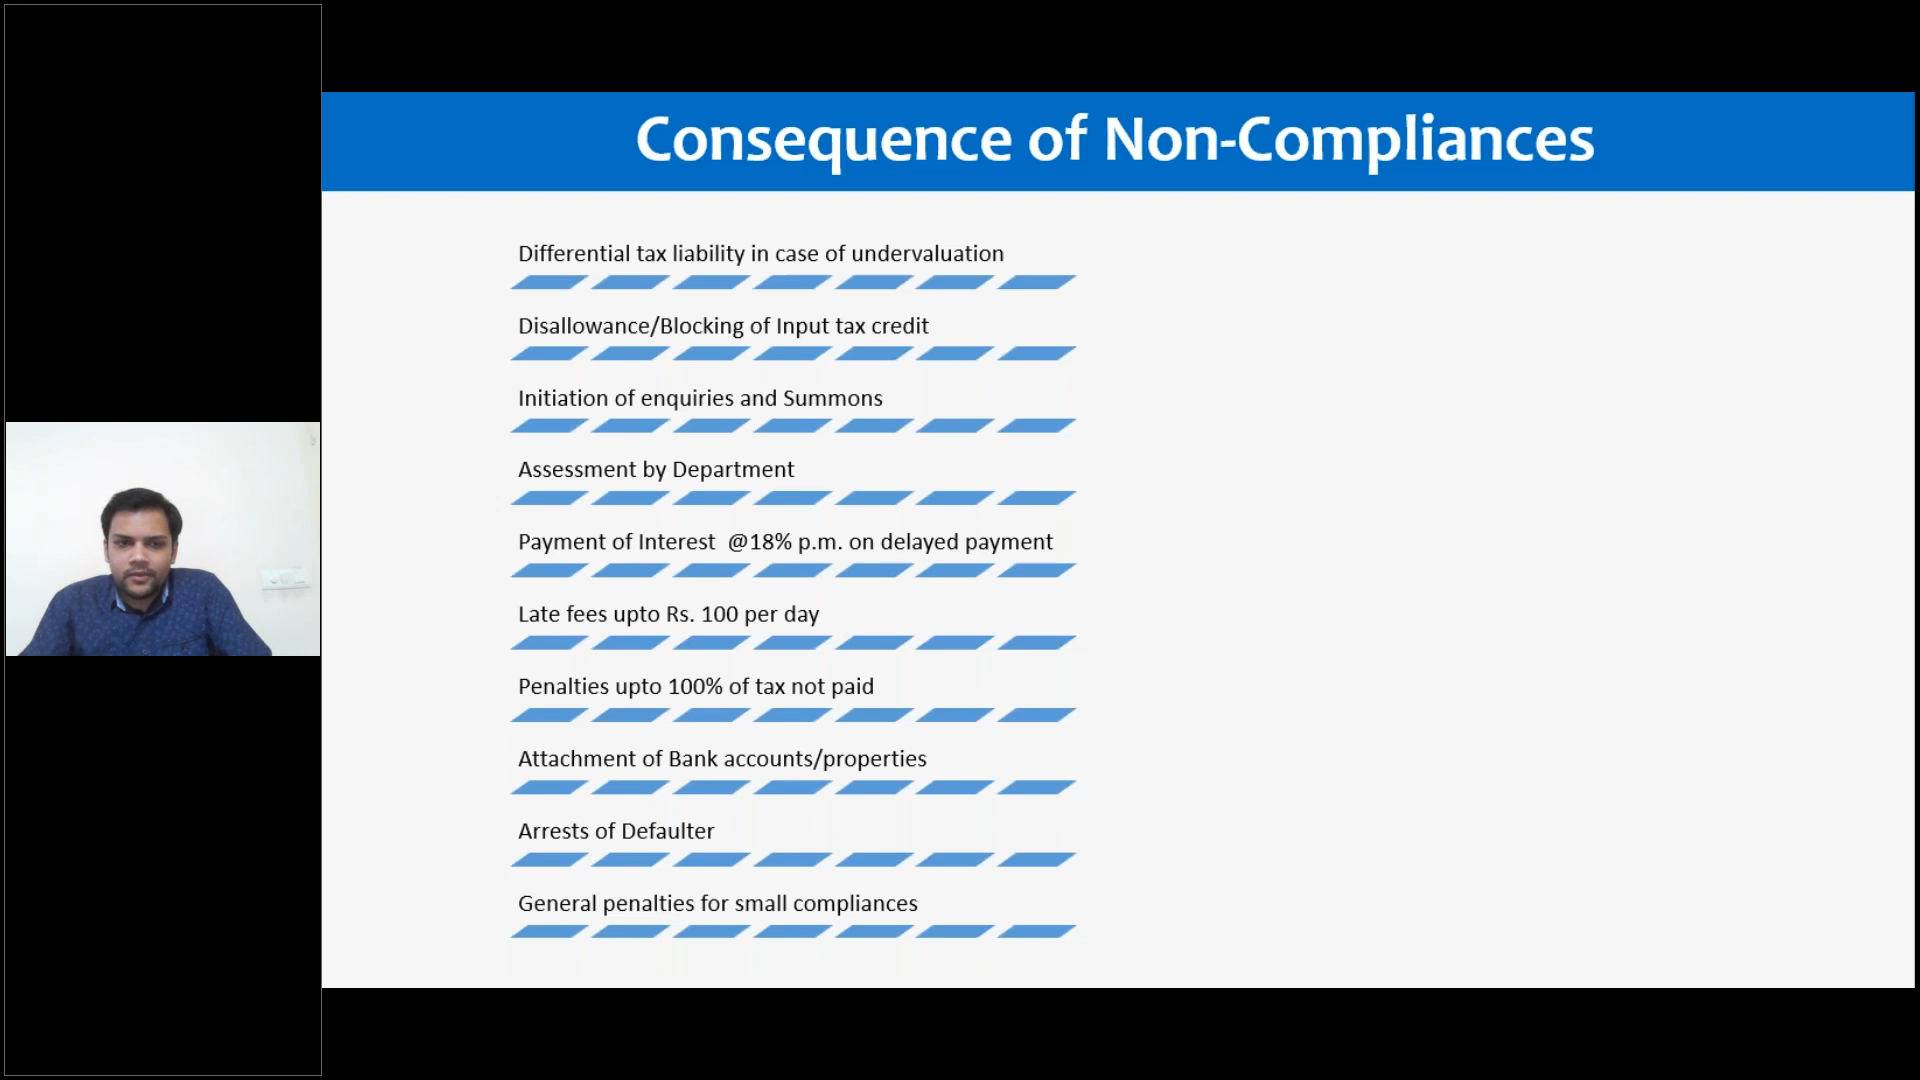 Consequence of Non-Compliances
Differential tax liability in case of undervaluation
Disallowance/Blocking of Input tax credit
Initiation of enquiries and Summons
Assessment by Department
Payment of Interest  @18% p.m. on delayed payment
Late fees upto Rs. 100 per day
Penalties upto 100% of tax not paid
Attachment of Bank accounts/properties
Arrests of Defaulter
General penalties for small compliances